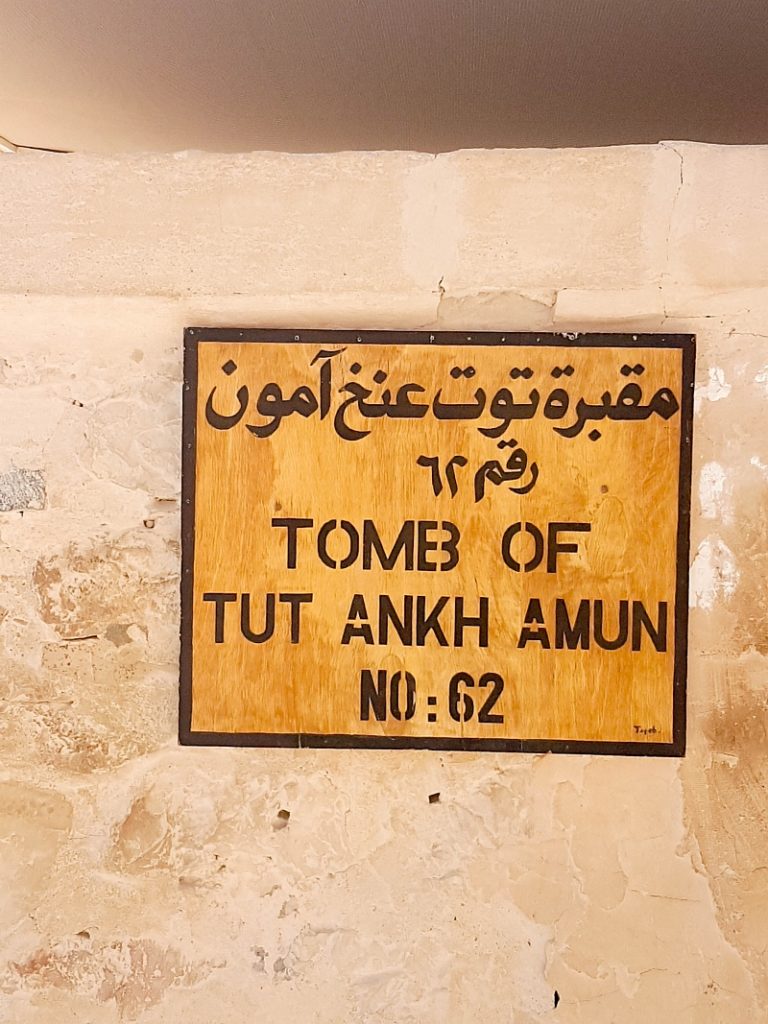 مقبرة توت عنخ آمون
رقم ٦٢
TOMB OF
TUT ANKH AMUN
NO: 62